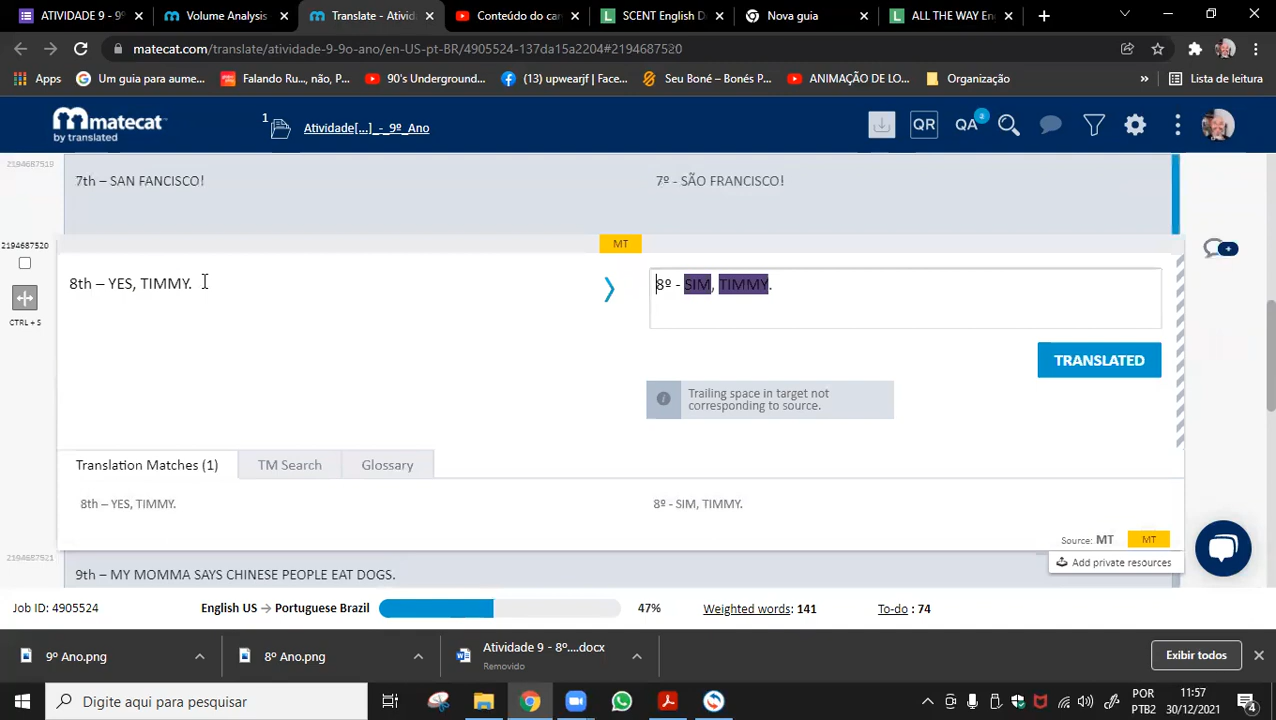 ATIVIDADE 9 - 9º
Volume Analysis
Translate - Ativid
Conteúdo do car
SCENT English D
Nova guia
ALL THE WAY En
matecat.com/translate/atividade-9-9o-ano/en-US-pt-BR/4905524-137da15a2204#2194687520
Apps
Um guia para aume...
Falando Ru..., não, P...
90's Underground...
(13) upwearjf | Face...
Seu Boné – Bonés P...
ANIMAÇÃO DE LO...
Organização
»
Lista de leitura
matecat
by translated
1
Atividade[...]_-_9º_Ano
QR
QA
3
2194687519
7th – SAN FANCISCO!
7º - SÃO FRANCISCO!
2194687520
MT
8th – YES, TIMMY.
8º - SIM, TIMMY.
CTRL + S
TRANSLATED
Trailing space in target not
corresponding to source.
Translation Matches (1)
TM Search
Glossary
8th – YES, TIMMY.
8º - SIM, TIMMY.
Source: MT
MT
Add private resources
2194687521
9th – MY MOMMA SAYS CHINESE PEOPLE EAT DOGS.
Job ID: 4905524
English US → Portuguese Brazil
47%
Weighted words: 141
To-do : 74
9º Ano.png
8º Ano.png
Atividade 9 - 8º....docx
Removido
Exibir todos
Digite aqui para pesquisar
POR
PTB2
11:57
30/12/2021
4